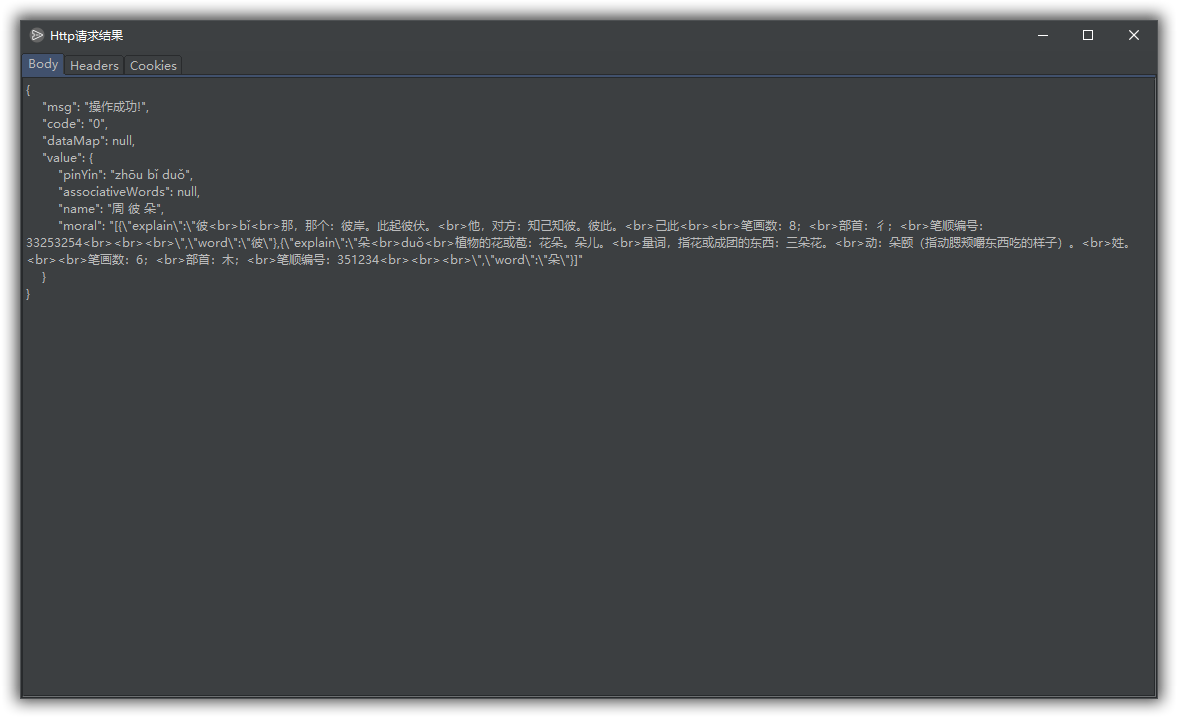 Http请求结果
Body Headers Cookies
{
"msg": "操作成功!",
"code": "0",
"dataMap": null,
"value": {
"pinYin": "zhōu bǐ duǒ",
"associativeWords": null,
"name": "周 彼 朵",
"moral": "[{\"explain\":\"彼<br>bǐ<br>那，那个：彼岸。此起彼伏。<br>他，对方：知己知彼。彼此。<br>己此<br><br>笔画数：8；<br>部首：彳；<br>笔顺编号：
33253254<br><br><br>\",\"word\":\"彼\"},{\"explain\":\"朵<br>duǒ<br>植物的花或苞：花朵。朵儿。<br>量词，指花或成团的东西：三朵花。<br>动：朵颐（指动腮颊嚼东西吃的样子）。<br>姓。
<br><br>笔画数：6；<br>部首：木；<br>笔顺编号：351234<br><br><br>\",\"word\":\"朵\"}]"
}
}